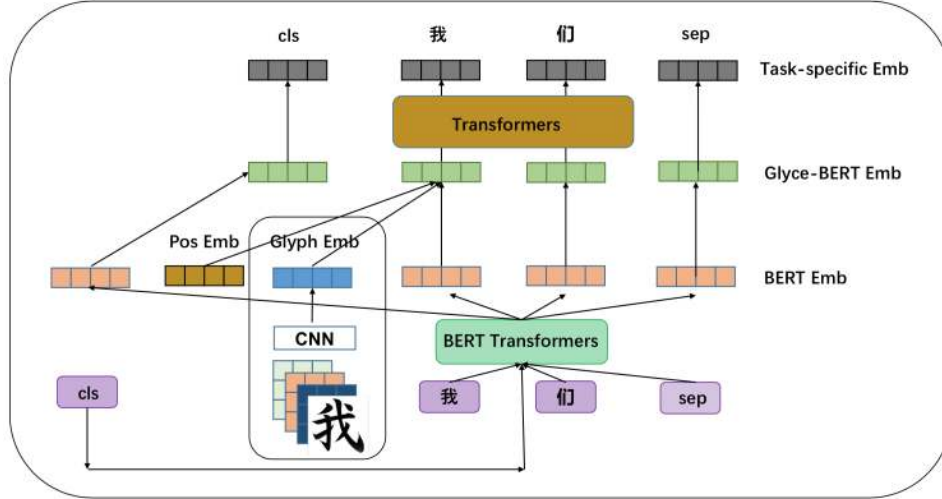 cls 我 们 sep
Task-specific Emb
Transformers
Glyce-BERT Emb
Pos Emb Glyph Emb
BERT Emb
CNN
BERT Transformers
cls 我 们 sep
我